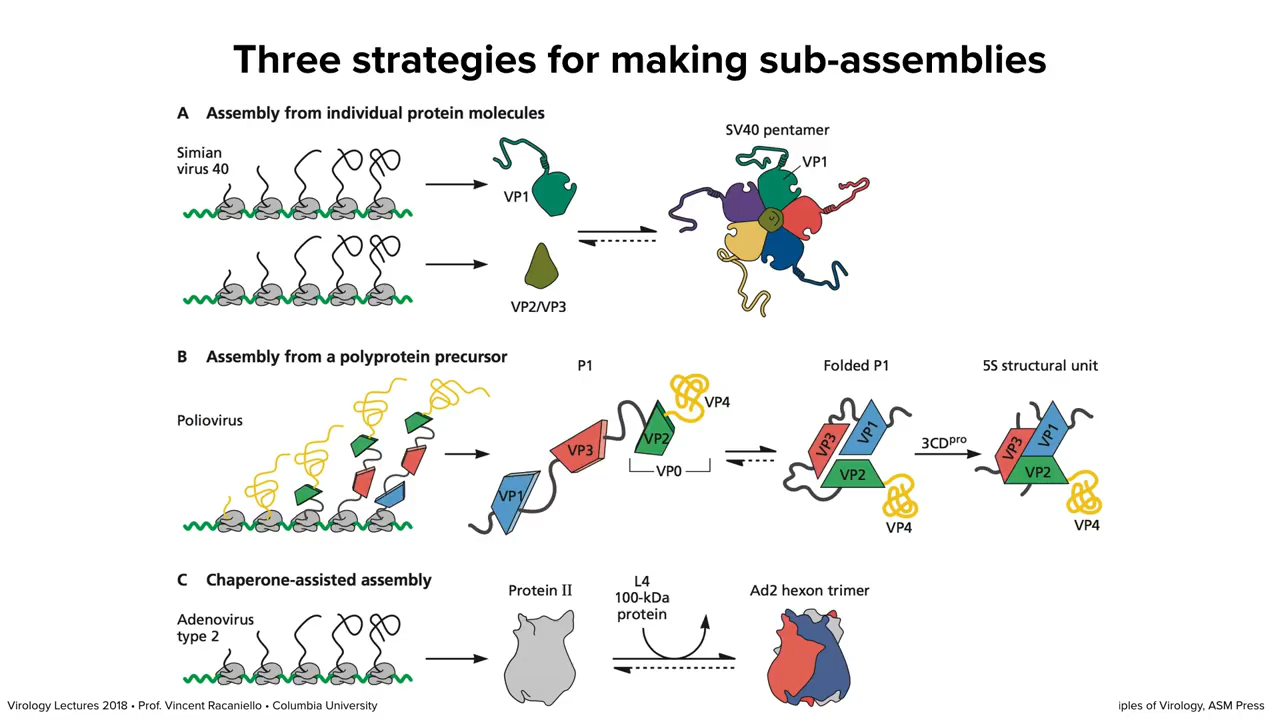 Three strategies for making sub-assemblies
A Assembly from individual protein molecules
Simian
virus 40
VP1
VP2/VP3
SV40 pentamer
VP1
B Assembly from a polyprotein precursor
Poliovirus
P1
VP1
VP3
VP2
VP4
VP0
Folded P1
VP3
VP1
VP2
VP4
3CDpro
5S structural unit
VP3
VP1
VP2
VP4
C Chaperone-assisted assembly
Adenovirus
type 2
Protein II
L4
100-kDa
protein
Ad2 hexon trimer
Virology Lectures 2018 • Prof. Vincent Racaniello • Columbia University
iples of Virology, ASM Press